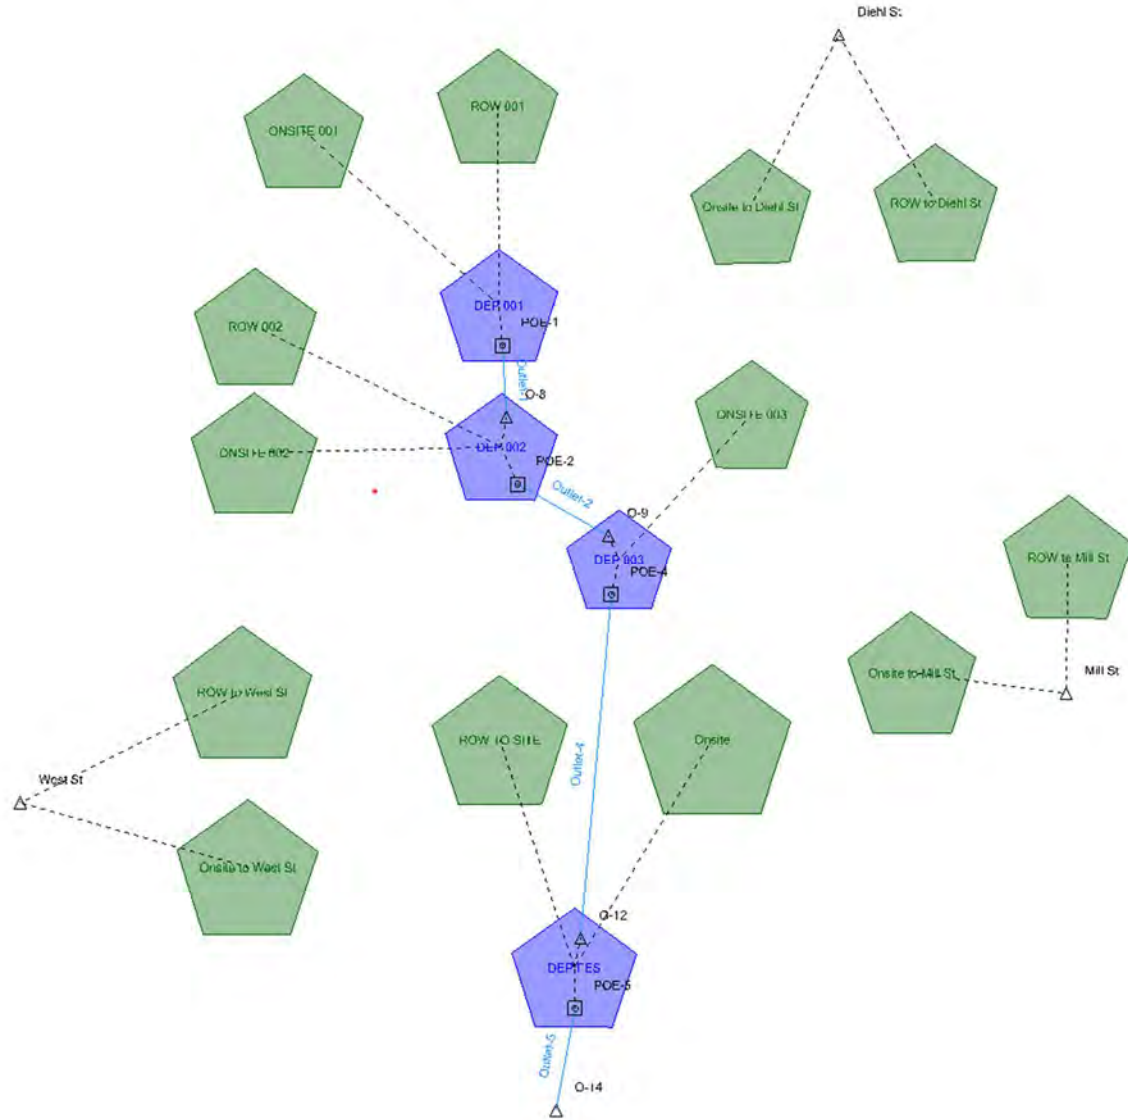 Diehl St
ROW 001
ONSITE 001
Onsite to Diehl St
ROW to Diehl St
DEP 001
POE-1
ROW 002
Outlet-1
O-8
ONSITE 003
DEP 002
ONSITE 002
POE-2
Outlet-2
O-9
DEP 003
POE-4
ROW to Mill St
Onsite to Mill St
Mill St
ROW to West St
ROW TO SITE
Onsite
Outlet-4
West St
Onsite to West St
O-12
POE-5
Outlet-5
O-14